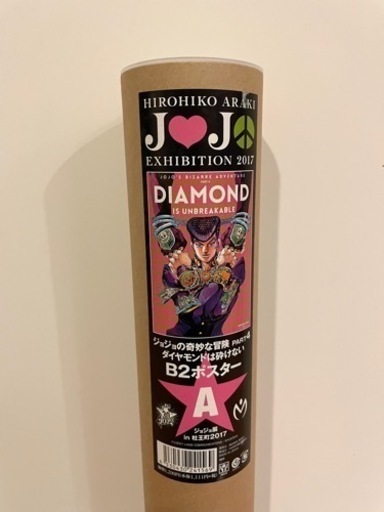 HIROHIKO ARAKI
J♥J☮
EXHIBITION 2017
JOJO'S BIZARRE ADVENTURE
DIAMOND
IS UNBREAKABLE
ジョジョの奇妙な冒険 PART4
ダイヤモンドは砕けない
B2ポスター
A
ジョジョ展
in 杜王町2017